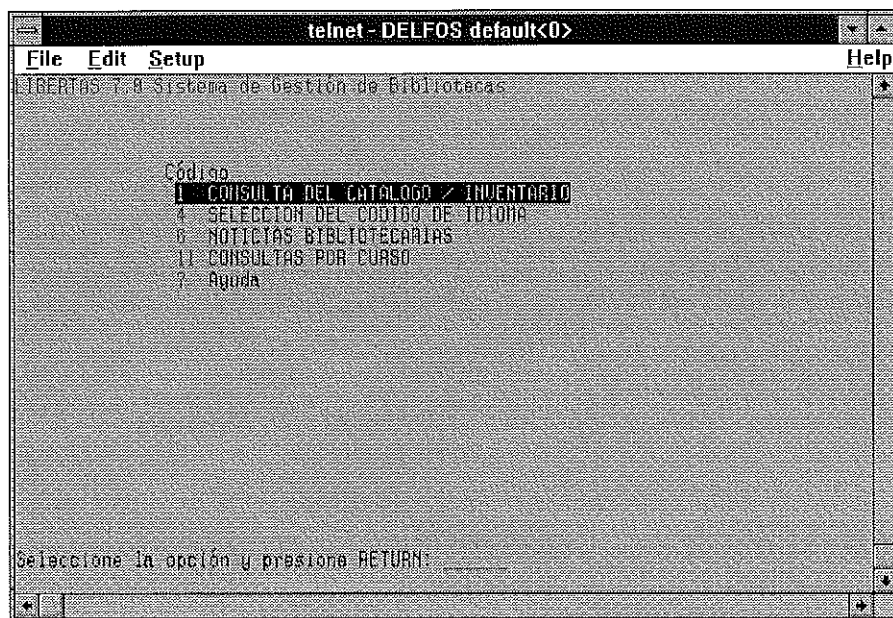 telnet - DELFOS default<0>
File Edit Setup Help
LIBERTAS 7.0 Sistema de Gestión de Bibliotecas
Código
1 CONSULTA DEL CATALOGO / INVENTARIO
4 SELECCION DEL CODIGO DE IDIOMA
6 NOTICIAS BIBLIOTECARIAS
11 CONSULTAS POR CURSO
? Ayuda
Seleccione la opción y presione RETURN: ______